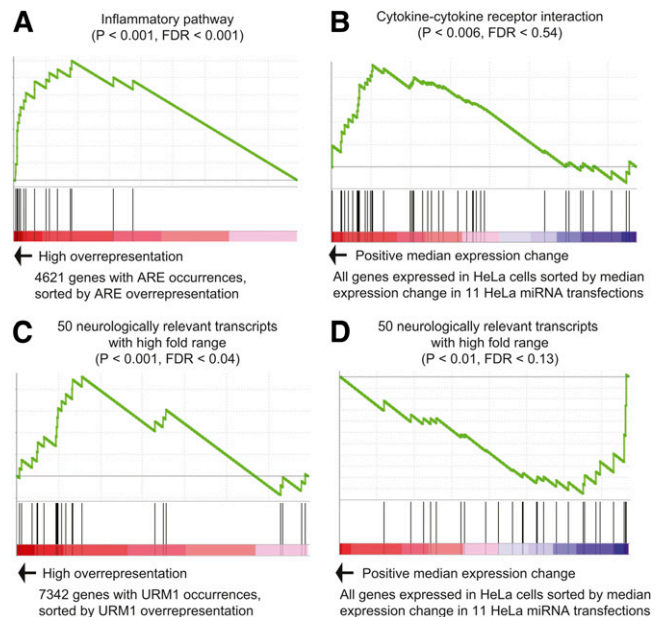 A
Inflammatory pathway
(P < 0.001, FDR < 0.001)
High overrepresentation
4621 genes with ARE occurrences,
sorted by ARE overrepresentation
B
Cytokine-cytokine receptor interaction
(P < 0.006, FDR < 0.54)
Positive median expression change
All genes expressed in HeLa cells sorted by median
expression change in 11 HeLa miRNA transfections
C
50 neurologically relevant transcripts
with high fold range
(P < 0.001, FDR < 0.04)
High overrepresentation
7342 genes with URM1 occurrences,
sorted by URM1 overrepresentation
D
50 neurologically relevant transcripts
with high fold range
(P < 0.01, FDR < 0.13)
Positive median expression change
All genes expressed in HeLa cells sorted by median
expression change in 11 HeLa miRNA transfections